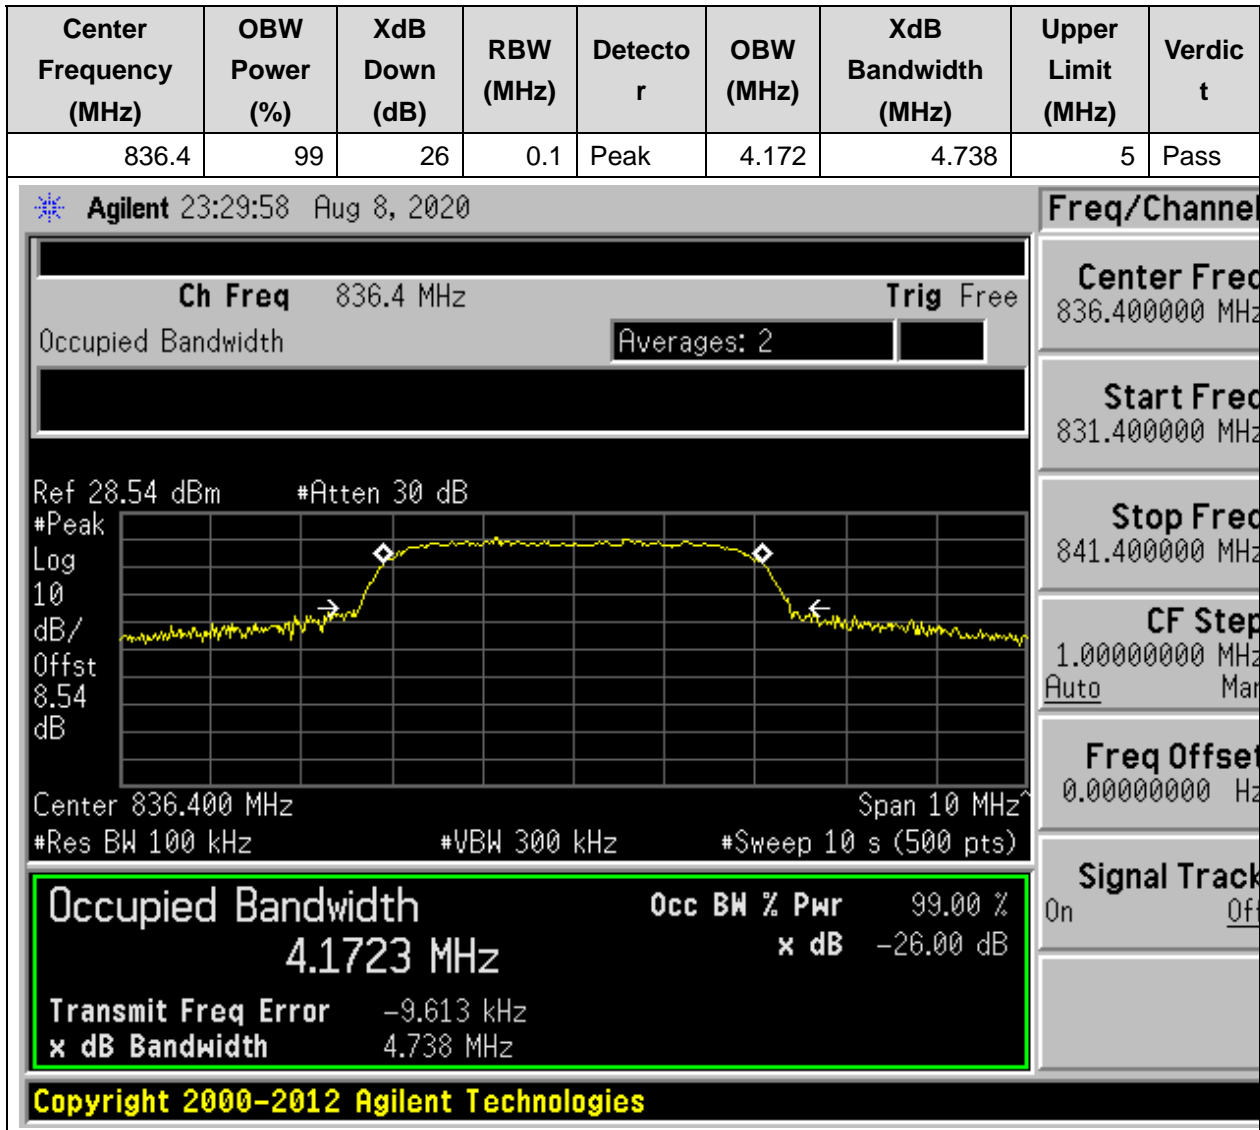 Center Frequency (MHz) OBW Power (%) XdB Down (dB) RBW (MHz) Detecto r OBW (MHz) XdB Bandwidth (MHz) Upper Limit (MHz) Verdic t
836.4 99 26 0.1 Peak 4.172 4.738 5 Pass
Agilent 23:29:58 Aug 8, 2020
Ch Freq 836.4 MHz Trig Free
Occupied Bandwidth Averages: 2
Ref 28.54 dBm #Atten 30 dB
#Peak
Log
10
dB/
Offst
8.54
dB
Center 836.400 MHz Span 10 MHz^
#Res BW 100 kHz #VBW 300 kHz #Sweep 10 s (500 pts)
Occupied Bandwidth
4.1723 MHz
Occ BW % Pwr 99.00 %
x dB -26.00 dB
Transmit Freq Error -9.613 kHz
x dB Bandwidth 4.738 MHz
Copyright 2000-2012 Agilent Technologies
Freq/Channel
Center Freq
836.400000 MHz
Start Freq
831.400000 MHz
Stop Freq
841.400000 MHz
CF Step
1.00000000 MHz
Auto Man
Freq Offset
0.00000000 Hz
Signal Track
On Off